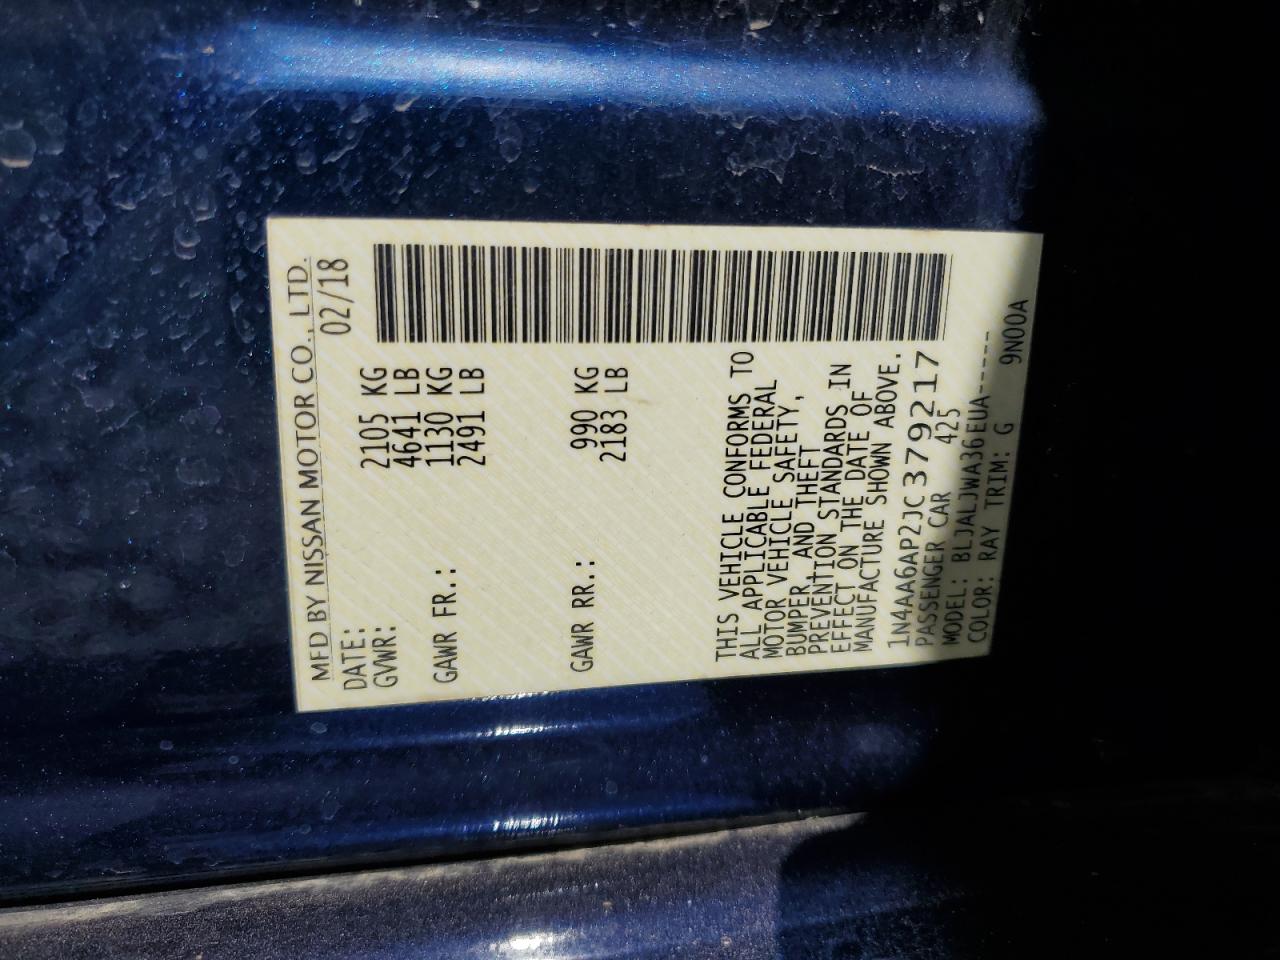 MFD BY NISSAN MOTOR CO., LTD.
DATE: 02/18
GVWR: 2105 KG
4641 LB
GAWR FR.: 1130 KG
2491 LB
GAWR RR.: 990 KG
2183 LB
THIS VEHICLE CONFORMS TO
ALL APPLICABLE FEDERAL
MOTOR VEHICLE SAFETY,
BUMPER, AND THEFT
PREVENTION STANDARDS IN
EFFECT ON THE DATE OF
MANUFACTURE SHOWN ABOVE.
1N4AA6AP2JC379217
PASSENGER CAR 425
MODEL: BLJALJWA36EUA------
COLOR: RAY TRIM: G 9N00A